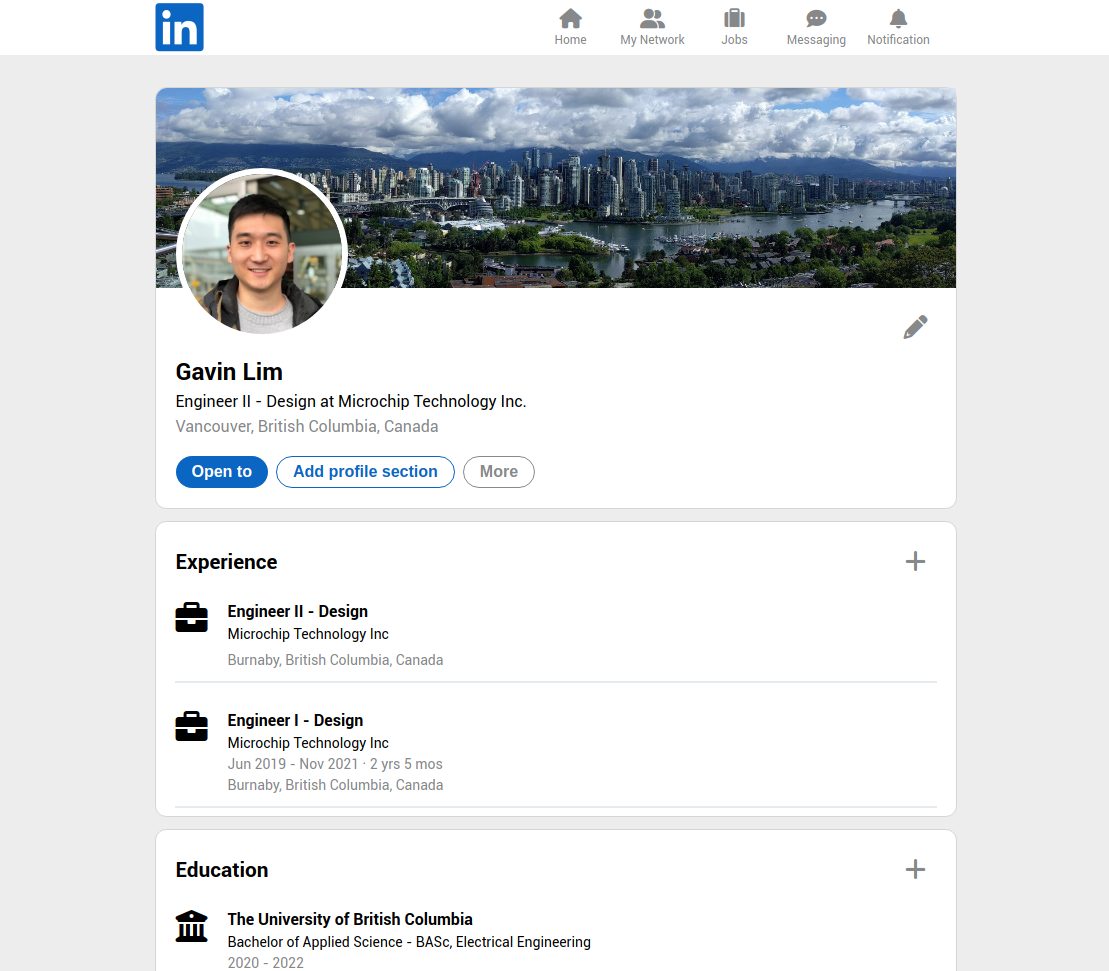 in
Home
My Network
Jobs
Messaging
Notification
Gavin Lim
Engineer II - Design at Microchip Technology Inc.
Vancouver, British Columbia, Canada
Open to
Add profile section
More
Experience
Engineer II - Design
Microchip Technology Inc
Burnaby, British Columbia, Canada
Engineer I - Design
Microchip Technology Inc
Jun 2019 - Nov 2021 · 2 yrs 5 mos
Burnaby, British Columbia, Canada
Education
The University of British Columbia
Bachelor of Applied Science - BASc, Electrical Engineering
2020 - 2022